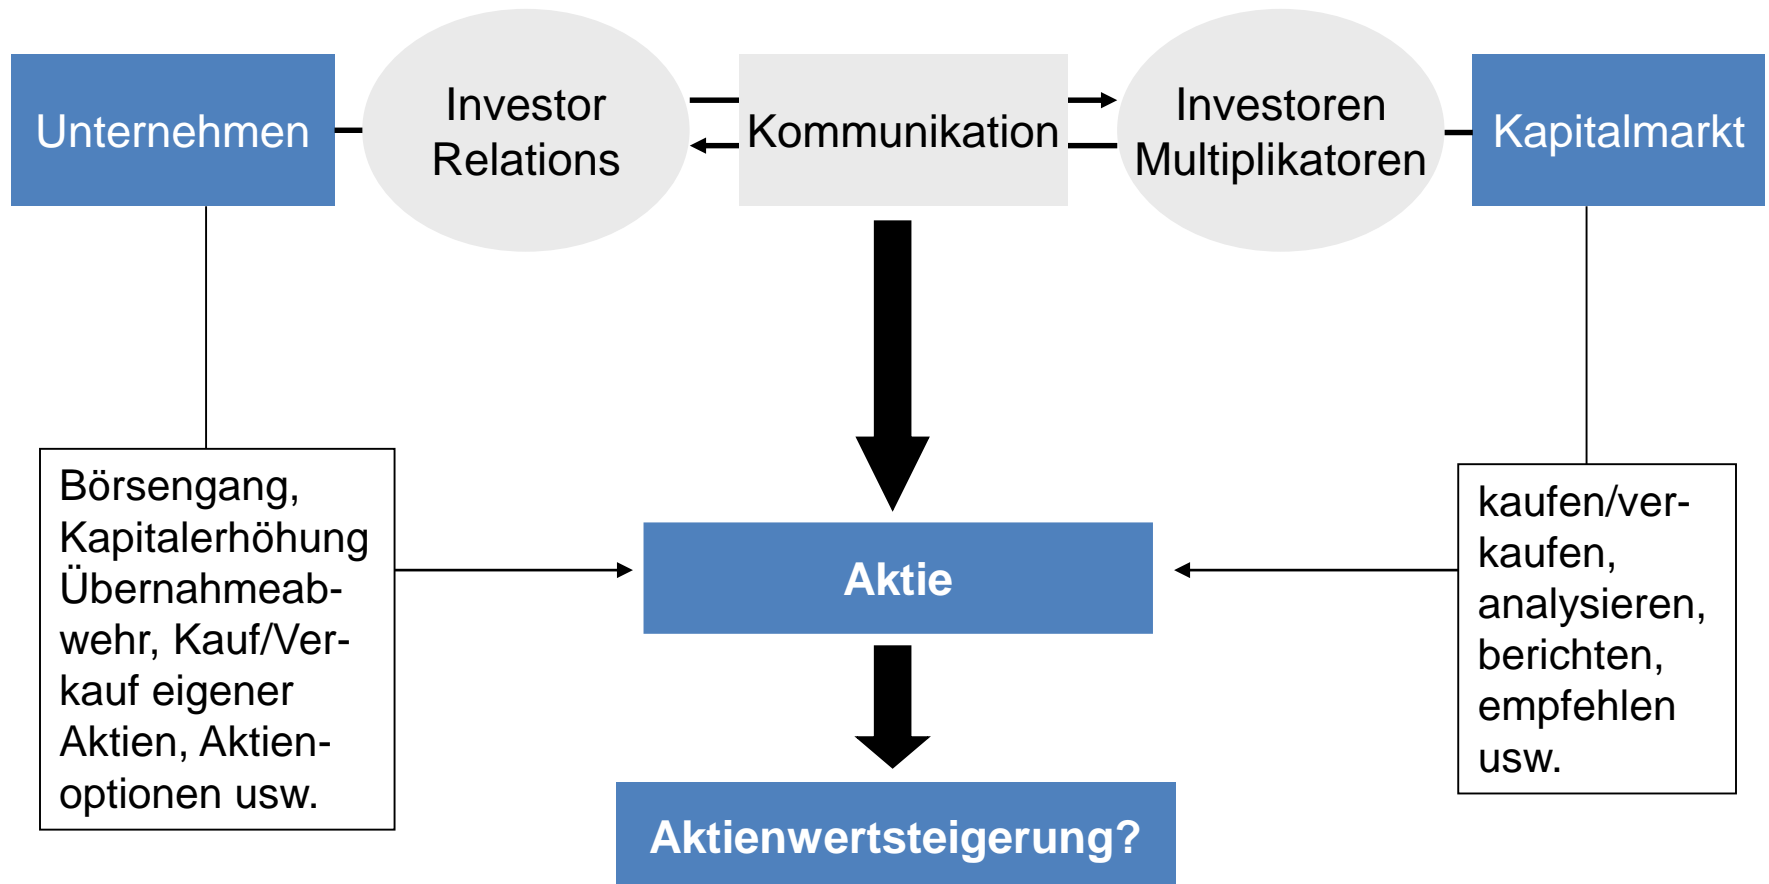 Unternehmen
Investor
Relations
Kommunikation
Investoren
Multiplikatoren
Kapitalmarkt
Börsengang,
Kapitalerhöhung
Übernahmeab-
wehr, Kauf/Ver-
kauf eigener
Aktien, Aktien-
optionen usw.
Aktie
kaufen/ver-
kaufen,
analysieren,
berichten,
empfehlen
usw.
Aktienwertsteigerung?